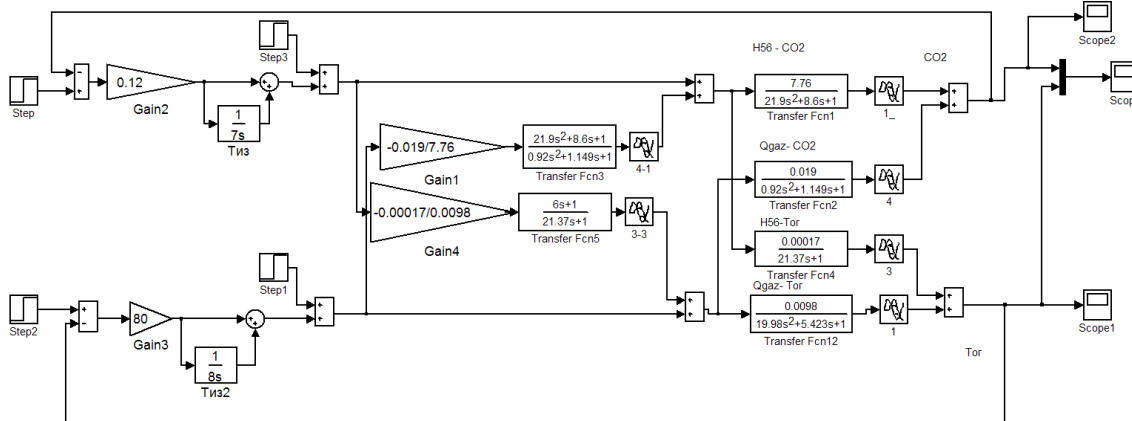 H56 - CO2
CO2
Scope2
Step3
Step
0.12
Gain2
1
7s
Тиз
7.76
21.9s2+8.6s+1
Transfer Fcn1
1_
Scop
-0.019/7.76
Gain1
21.9s2+8.6s+1
0.92s2+1.149s+1
Transfer Fcn3
4-1
Qgaz- CO2
0.019
0.92s2+1.149s+1
Transfer Fcn2
4
-0.00017/0.0098
Gain4
6s+1
21.37s+1
Transfer Fcn5
3-3
H56-Tor
0.00017
21.37s+1
Transfer Fcn4
3
Step1
Step2
80
Gain3
1
8s
Тиз2
Qgaz- Tor
0.0098
19.98s2+5.423s+1
Transfer Fcn12
1
Scope1
Tor